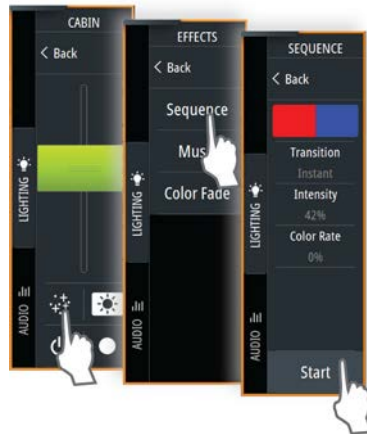 CABIN
< Back
LIGHTING
AUDIO
EFFECTS
< Back
Sequence
Mus
Color Fade
LIGHTING
AUDIO
SEQUENCE
< Back
Transition
Instant
Intensity
42%
Color Rate
0%
LIGHTING
AUDIO
Start